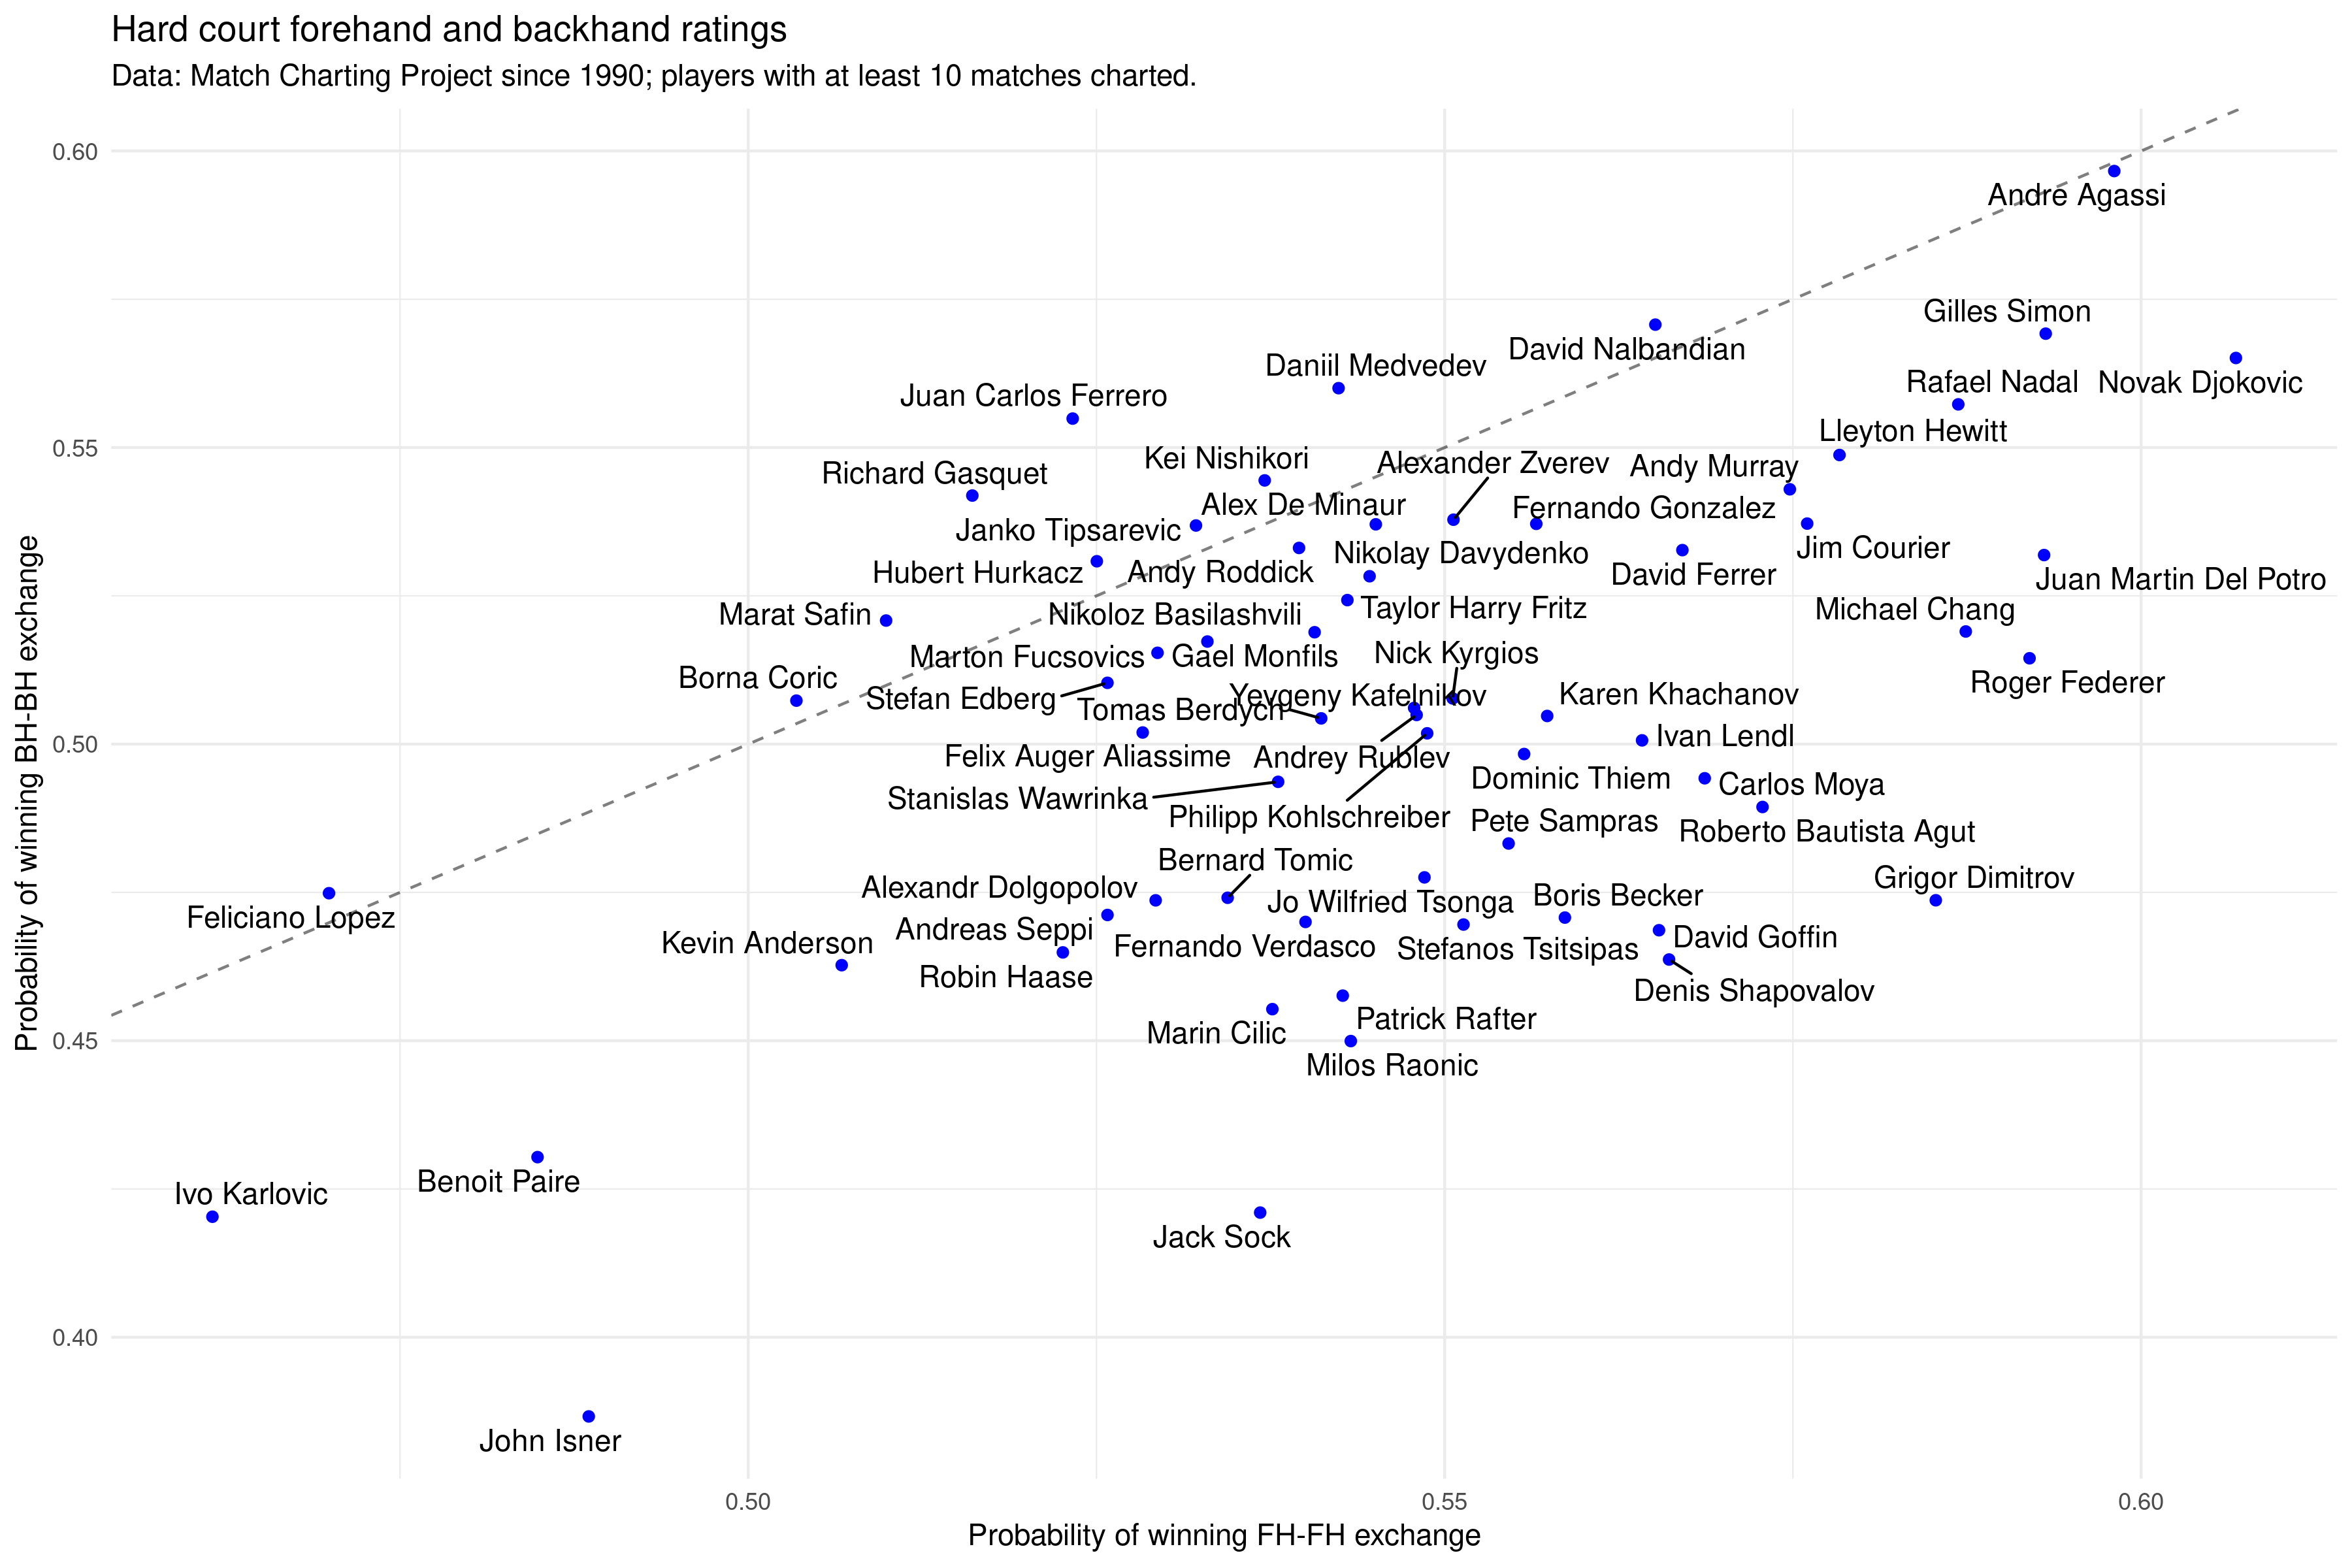 Hard court forehand and backhand ratings
Data: Match Charting Project since 1990; players with at least 10 matches charted.
0.60
Andre Agassi
Gilles Simon
David Nalbandian
Daniil Medvedev
Rafael Nadal
Novak Djokovic
Juan Carlos Ferrero
Lleyton Hewitt
0.55
Kei Nishikori
Alexander Zverev
Andy Murray
Richard Gasquet
Alex De Minaur
Fernando Gonzalez
Janko Tipsarevic
Jim Courier
Nikolay Davydenko
Hubert Hurkacz
Andy Roddick
David Ferrer
Juan Martin Del Potro
Taylor Harry Fritz
Michael Chang
Marat Safin
Nikoloz Basilashvili
Nick Kyrgios
Marton Fucsovics
Gael Monfils
Borna Coric
Roger Federer
Stefan Edberg
Yevgeny Kafelnikov
Karen Khachanov
Tomas Berdych
Ivan Lendl
0.50
Felix Auger Aliassime
Andrey Rublev
Dominic Thiem
Carlos Moya
Stanislas Wawrinka
Philipp Kohlschreiber
Pete Sampras
Roberto Bautista Agut
Bernard Tomic
Grigor Dimitrov
Alexandr Dolgopolov
Jo Wilfried Tsonga
Boris Becker
Feliciano Lopez
Andreas Seppi
David Goffin
Kevin Anderson
Fernando Verdasco
Stefanos Tsitsipas
Robin Haase
Denis Shapovalov
Patrick Rafter
Marin Cilic
0.45
Milos Raonic
Benoit Paire
Ivo Karlovic
Jack Sock
0.40
John Isner
Probability of winning BH-BH exchange
0.50
0.55
0.60
Probability of winning FH-FH exchange